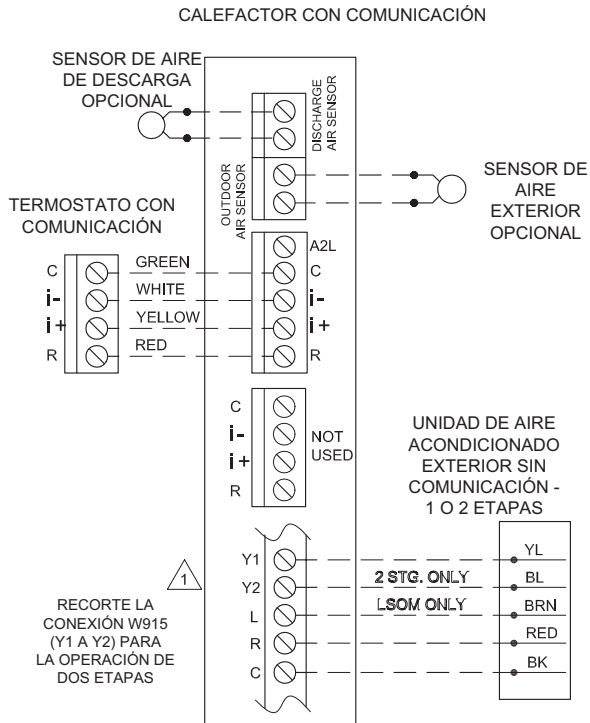 CALEFACTOR CON COMUNICACIÓN
SENSOR DE AIRE
DE DESCARGA
OPCIONAL
DISCHARGE
AIR SENSOR
OUTDOOR
AIR SENSOR
SENSOR DE
AIRE
EXTERIOR
OPCIONAL
TERMOSTATO CON
COMUNICACIÓN
A2L
C GREEN C
i- WHITE i-
i+ YELLOW i+
R RED R
C
i-
i+
R
NOT
USED
UNIDAD DE AIRE
ACONDICIONADO
EXTERIOR SIN
COMUNICACIÓN -
1 O 2 ETAPAS
1
RECORTE LA
CONEXIÓN W915
(Y1 A Y2) PARA
LA OPERACIÓN DE
DOS ETAPAS
Y1 YL
Y2 2 STG. ONLY BL
L LSOM ONLY BRN
R RED
C BK